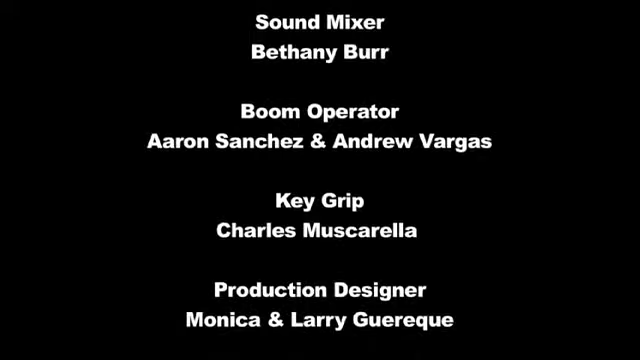 Sound Mixer
Bethany Burr
Boom Operator
Aaron Sanchez & Andrew Vargas
Key Grip
Charles Muscarella
Production Designer
Monica & Larry Guereque